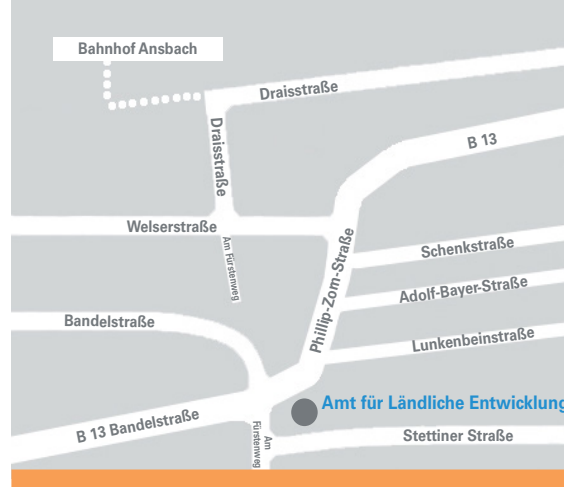 Bahnhof Ansbach
Draisstraße
Draisstraße
B 13
Welserstraße
Am Fürstenweg
Phillip-Zorn-Straße
Schenkstraße
Adolf-Bayer-Straße
Bandelstraße
Lunkenbeinstraße
Amt für Ländliche Entwicklung
B 13 Bandelstraße
Am
Fürstenweg
Stettiner Straße